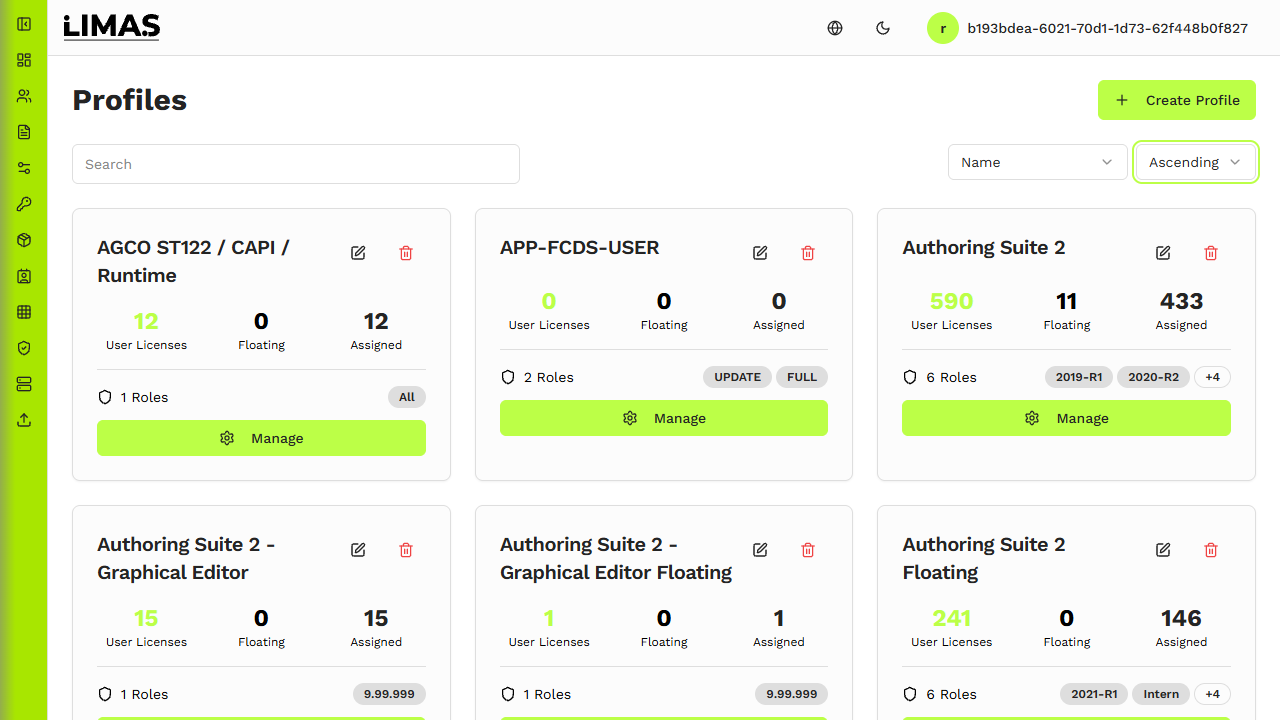 LIMAS
r
b193bdea-6021-70d1-1d73-62f448b0f827
Profiles
Create Profile
Search
Name
Ascending
AGCO ST122 / CAPI /
Runtime
12
0
12
User Licenses
Floating
Assigned
1 Roles
All
Manage
APP-FCDS-USER
0
0
0
User Licenses
Floating
Assigned
2 Roles
UPDATE
FULL
Manage
Authoring Suite 2
590
11
433
User Licenses
Floating
Assigned
6 Roles
2019-R1
2020-R2
+4
Manage
Authoring Suite 2 -
Graphical Editor
15
0
15
User Licenses
Floating
Assigned
1 Roles
9.99.999
Authoring Suite 2 -
Graphical Editor Floating
1
0
1
User Licenses
Floating
Assigned
1 Roles
9.99.999
Authoring Suite 2
Floating
241
0
146
User Licenses
Floating
Assigned
6 Roles
2021-R1
Intern
+4